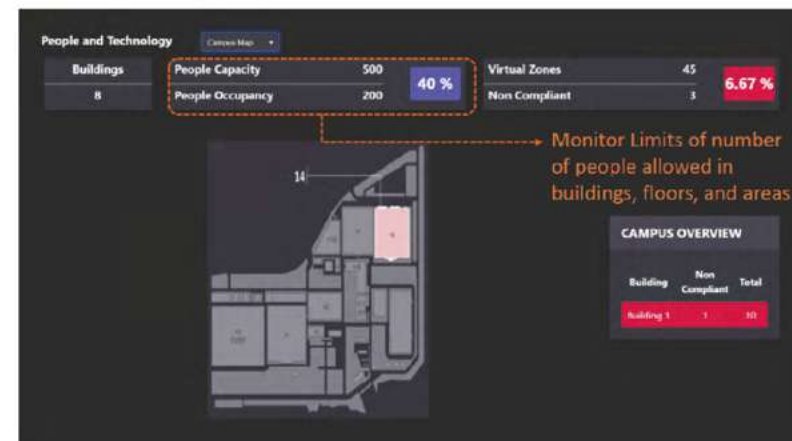 People and Technology
Campus Map
Buildings
8
People Capacity 500
People Occupancy 200
40 %
Virtual Zones 45
Non Compliant 3
6.67 %
Monitor Limits of number
of people allowed in
buildings, floors, and areas
14
CAMPUS OVERVIEW
Building Non Compliant Total
Building 1 1 10